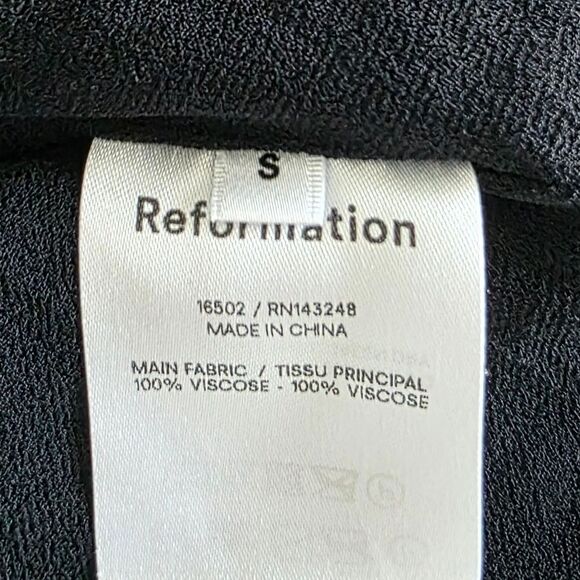 S
Reformation
16502 / RN143248
MADE IN CHINA
MAIN FABRIC / TISSU PRINCIPAL
100% VISCOSE - 100% VISCOSE